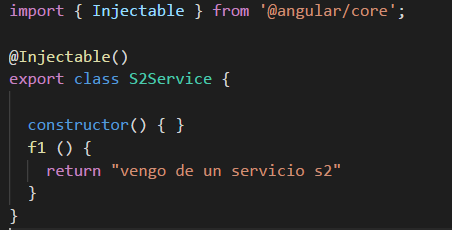 import { Injectable } from '@angular/core';
@Injectable()
export class S2Service {
constructor() { }
f1 () {
return "vengo de un servicio s2"
}
}